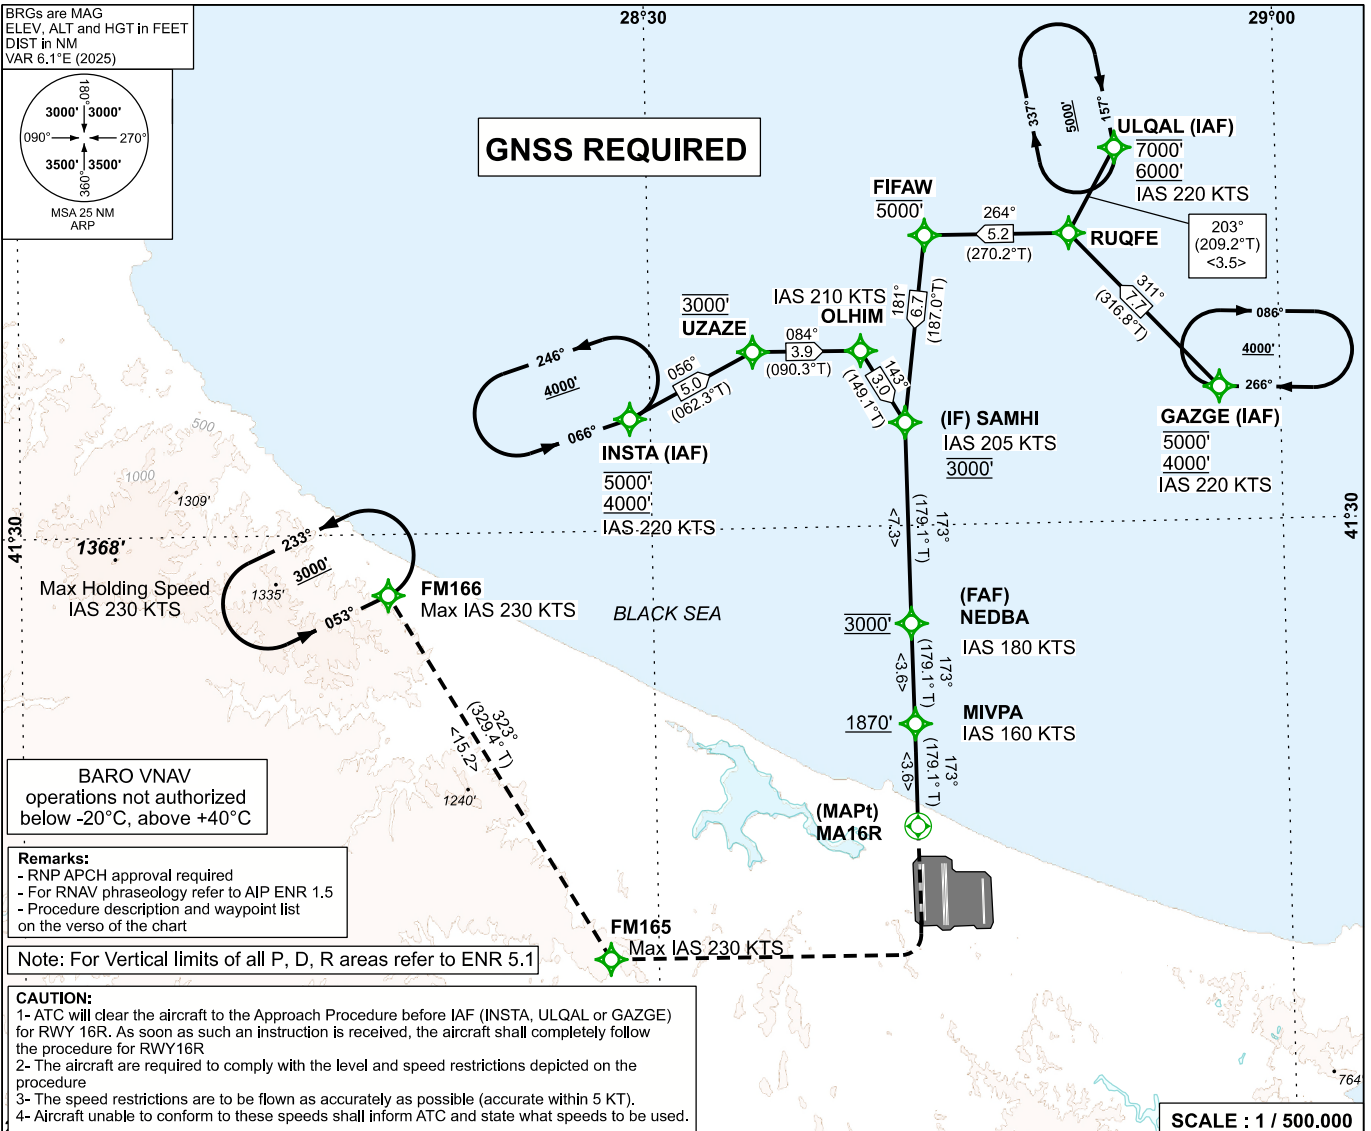 BRGs are MAG
ELEV, ALT and HGT in FEET
DIST in NM
VAR 6.1°E (2025)
28°30
29°00
081°
3000' 3000'
090° 270°
3500' 3500'
360°
MSA 25 NM
ARP
GNSS REQUIRED
337°
5000'
157°
ULQAL (IAF)
7000'
6000'
IAS 220 KTS
FIFAW
5000'
264°
5.2
(270.2°T)
RUQFE
203°
(209.2°T)
<3.5>
311°
7.7
(316.8°T)
086°
4000'
266°
GAZGE (IAF)
5000'
4000'
IAS 220 KTS
181°
6.7
(187.0°T)
3000'
UZAZE
IAS 210 KTS
OLHIM
084°
3.9
(090.3°T)
143°
3.0
(149.1°T)
056°
5.0
(062.3°T)
246°
4000'
066°
INSTA (IAF)
5000'
4000'
IAS 220 KTS
(IF) SAMHI
IAS 205 KTS
3000'
500
1000
1309'
41°30
41°30
1368'
Max Holding Speed
IAS 230 KTS
1335'
233°
3000'
053°
FM166
Max IAS 230 KTS
BLACK SEA
173°
(179.1° T)
<7.3>
(FAF)
NEDBA
3000'
IAS 180 KTS
173°
(179.1° T)
<3.6>
1870'
MIVPA
IAS 160 KTS
173°
(179.1° T)
<3.6>
(MAPt)
MA16R
323°
(329.4° T)
<15.2>
1240'
BARO VNAV
operations not authorized
below -20°C, above +40°C
Remarks:
- RNP APCH approval required
- For RNAV phraseology refer to AIP ENR 1.5
- Procedure description and waypoint list
on the verso of the chart
FM165
Max IAS 230 KTS
Note: For Vertical limits of all P, D, R areas refer to ENR 5.1
CAUTION:
1- ATC will clear the aircraft to the Approach Procedure before IAF (INSTA, ULQAL or GAZGE)
for RWY 16R. As soon as such an instruction is received, the aircraft shall completely follow
the procedure for RWY16R
2- The aircraft are required to comply with the level and speed restrictions depicted on the
procedure
3- The speed restrictions are to be flown as accurately as possible (accurate within 5 KT).
4- Aircraft unable to conform to these speeds shall inform ATC and state what speeds to be used.
764'
SCALE : 1 / 500.000